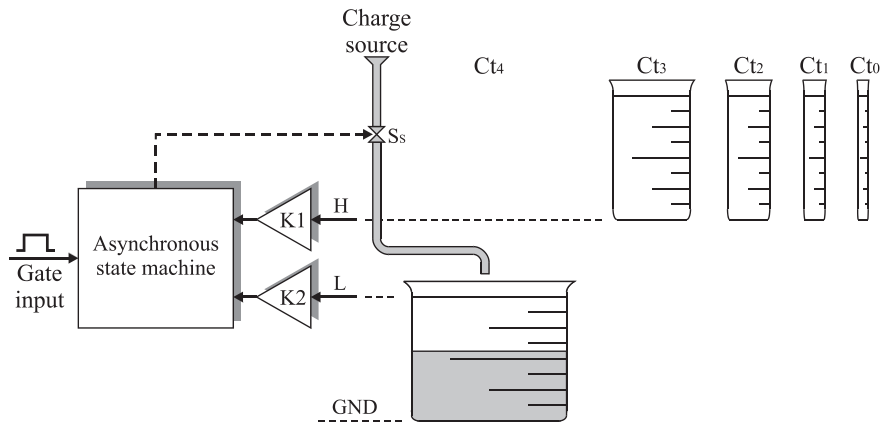 Charge
source
Ct4
Ct3
Ct2
Ct1
Ct0
Ss
K1
H
Asynchronous
state machine
Gate
input
K2
L
GND